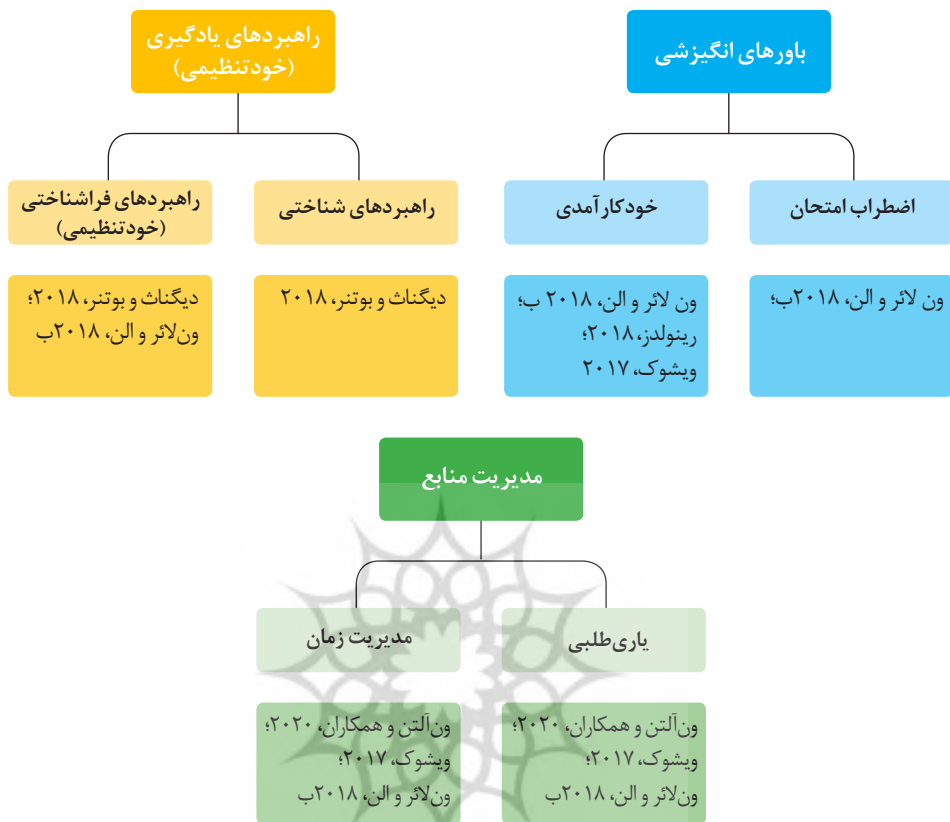 باورهای انگیزشی
راهبردهای یادگیری
(خودتنظیمی)
اضطراب امتحان
خودکارآمدی
راهبردهای شناختی
راهبردهای فراشناختی
(خودتنظیمی)
ون لائر و الن، ۲۰۱۸ب؛
ون لائر و الن، ۲۰۱۸ ب؛
رینولدز، ۲۰۱۸؛
ویشوک، ۲۰۱۷
دیگناث و بوتنر، ۲۰۱۸
دیگناث و بوتنر، ۲۰۱۸؛
ون‌لائر و الن، ۲۰۱۸ب
مدیریت منابع
یاری‌طلبی
مدیریت زمان
ون‌آلتن و همکاران، ۲۰۲۰؛
ویشوک، ۲۰۱۷؛
ون‌لائر و الن، ۲۰۱۸ب
ون‌آلتن و همکاران، ۲۰۲۰؛
ویشوک، ۲۰۱۷؛
ون‌لائر و الن، ۲۰۱۸ب